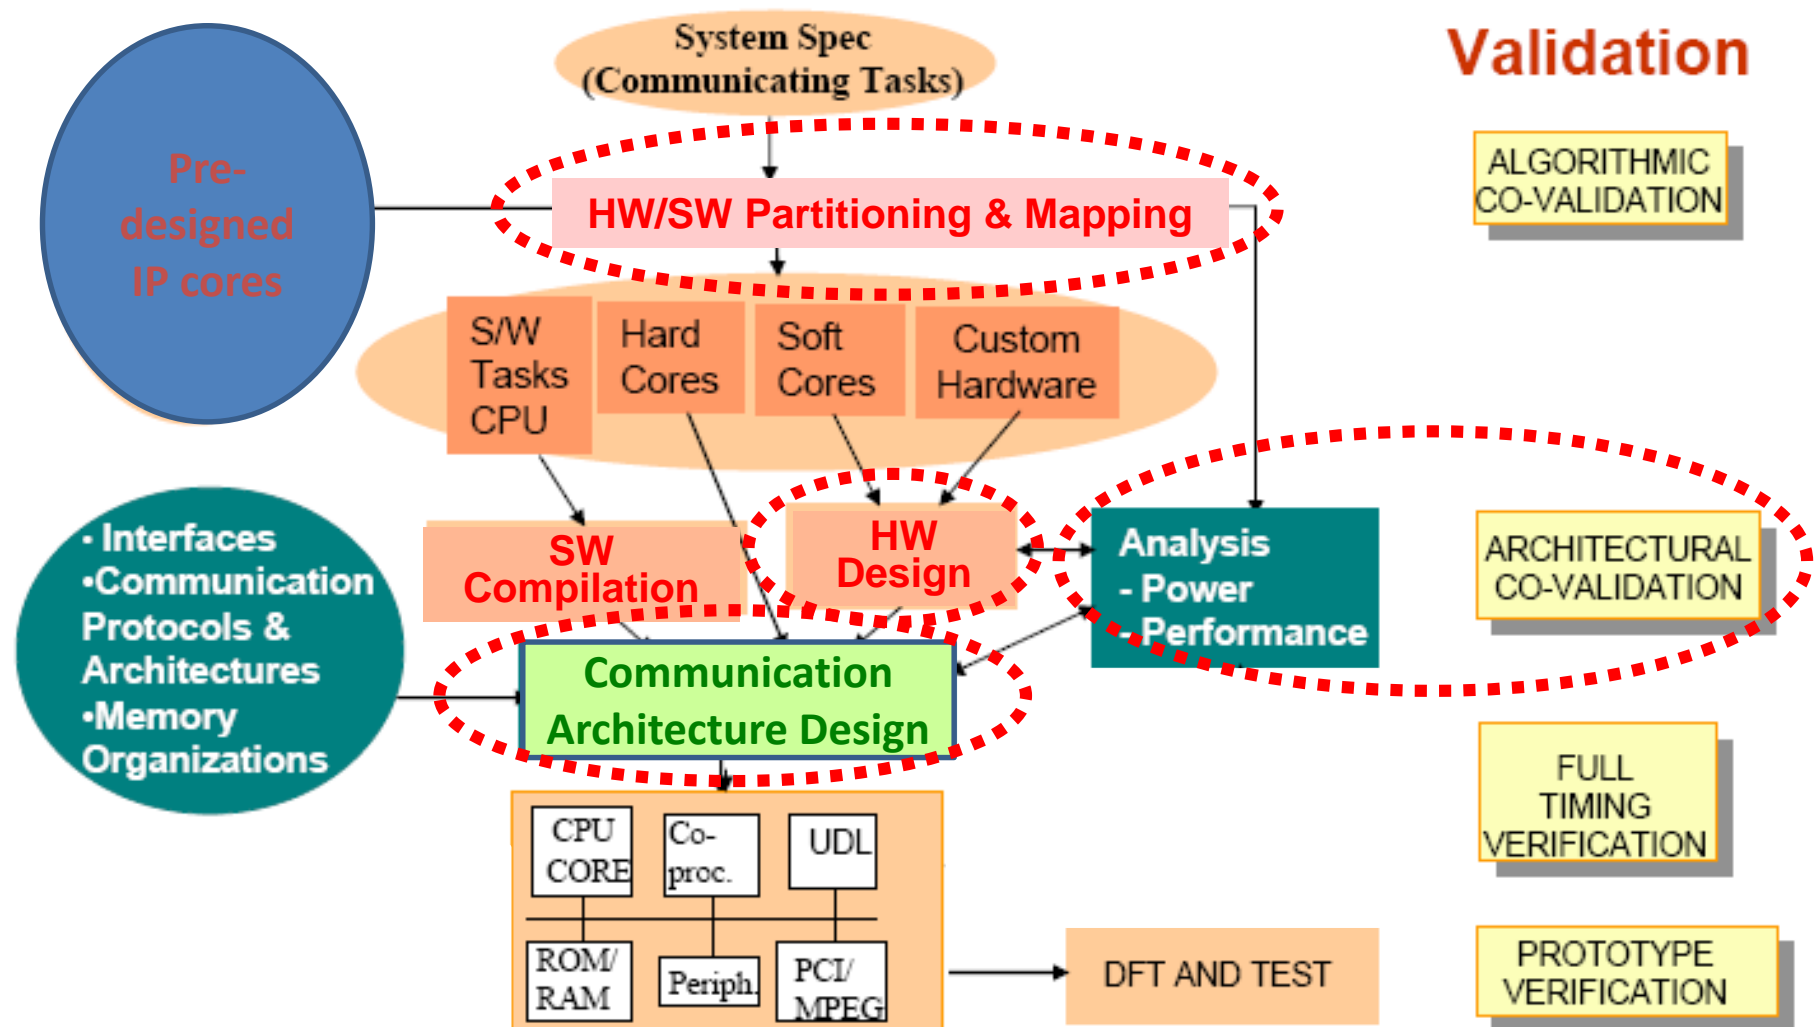 System Spec
(Communicating Tasks)
Validation
Pre-
designed
IP cores
HW/SW Partitioning & Mapping
ALGORITHMIC
CO-VALIDATION
S/W
Tasks
CPU
Hard
Cores
Soft
Cores
Custom
Hardware
• Interfaces
•Communication
Protocols &
Architectures
•Memory
Organizations
SW
Compilation
HW
Design
Analysis
- Power
- Performance
ARCHITECTURAL
CO-VALIDATION
Communication
Architecture Design
FULL
TIMING
VERIFICATION
CPU
CORE
Co-
proc.
UDL
ROM/
RAM
Periph.
PCI/
MPEG
DFT AND TEST
PROTOTYPE
VERIFICATION